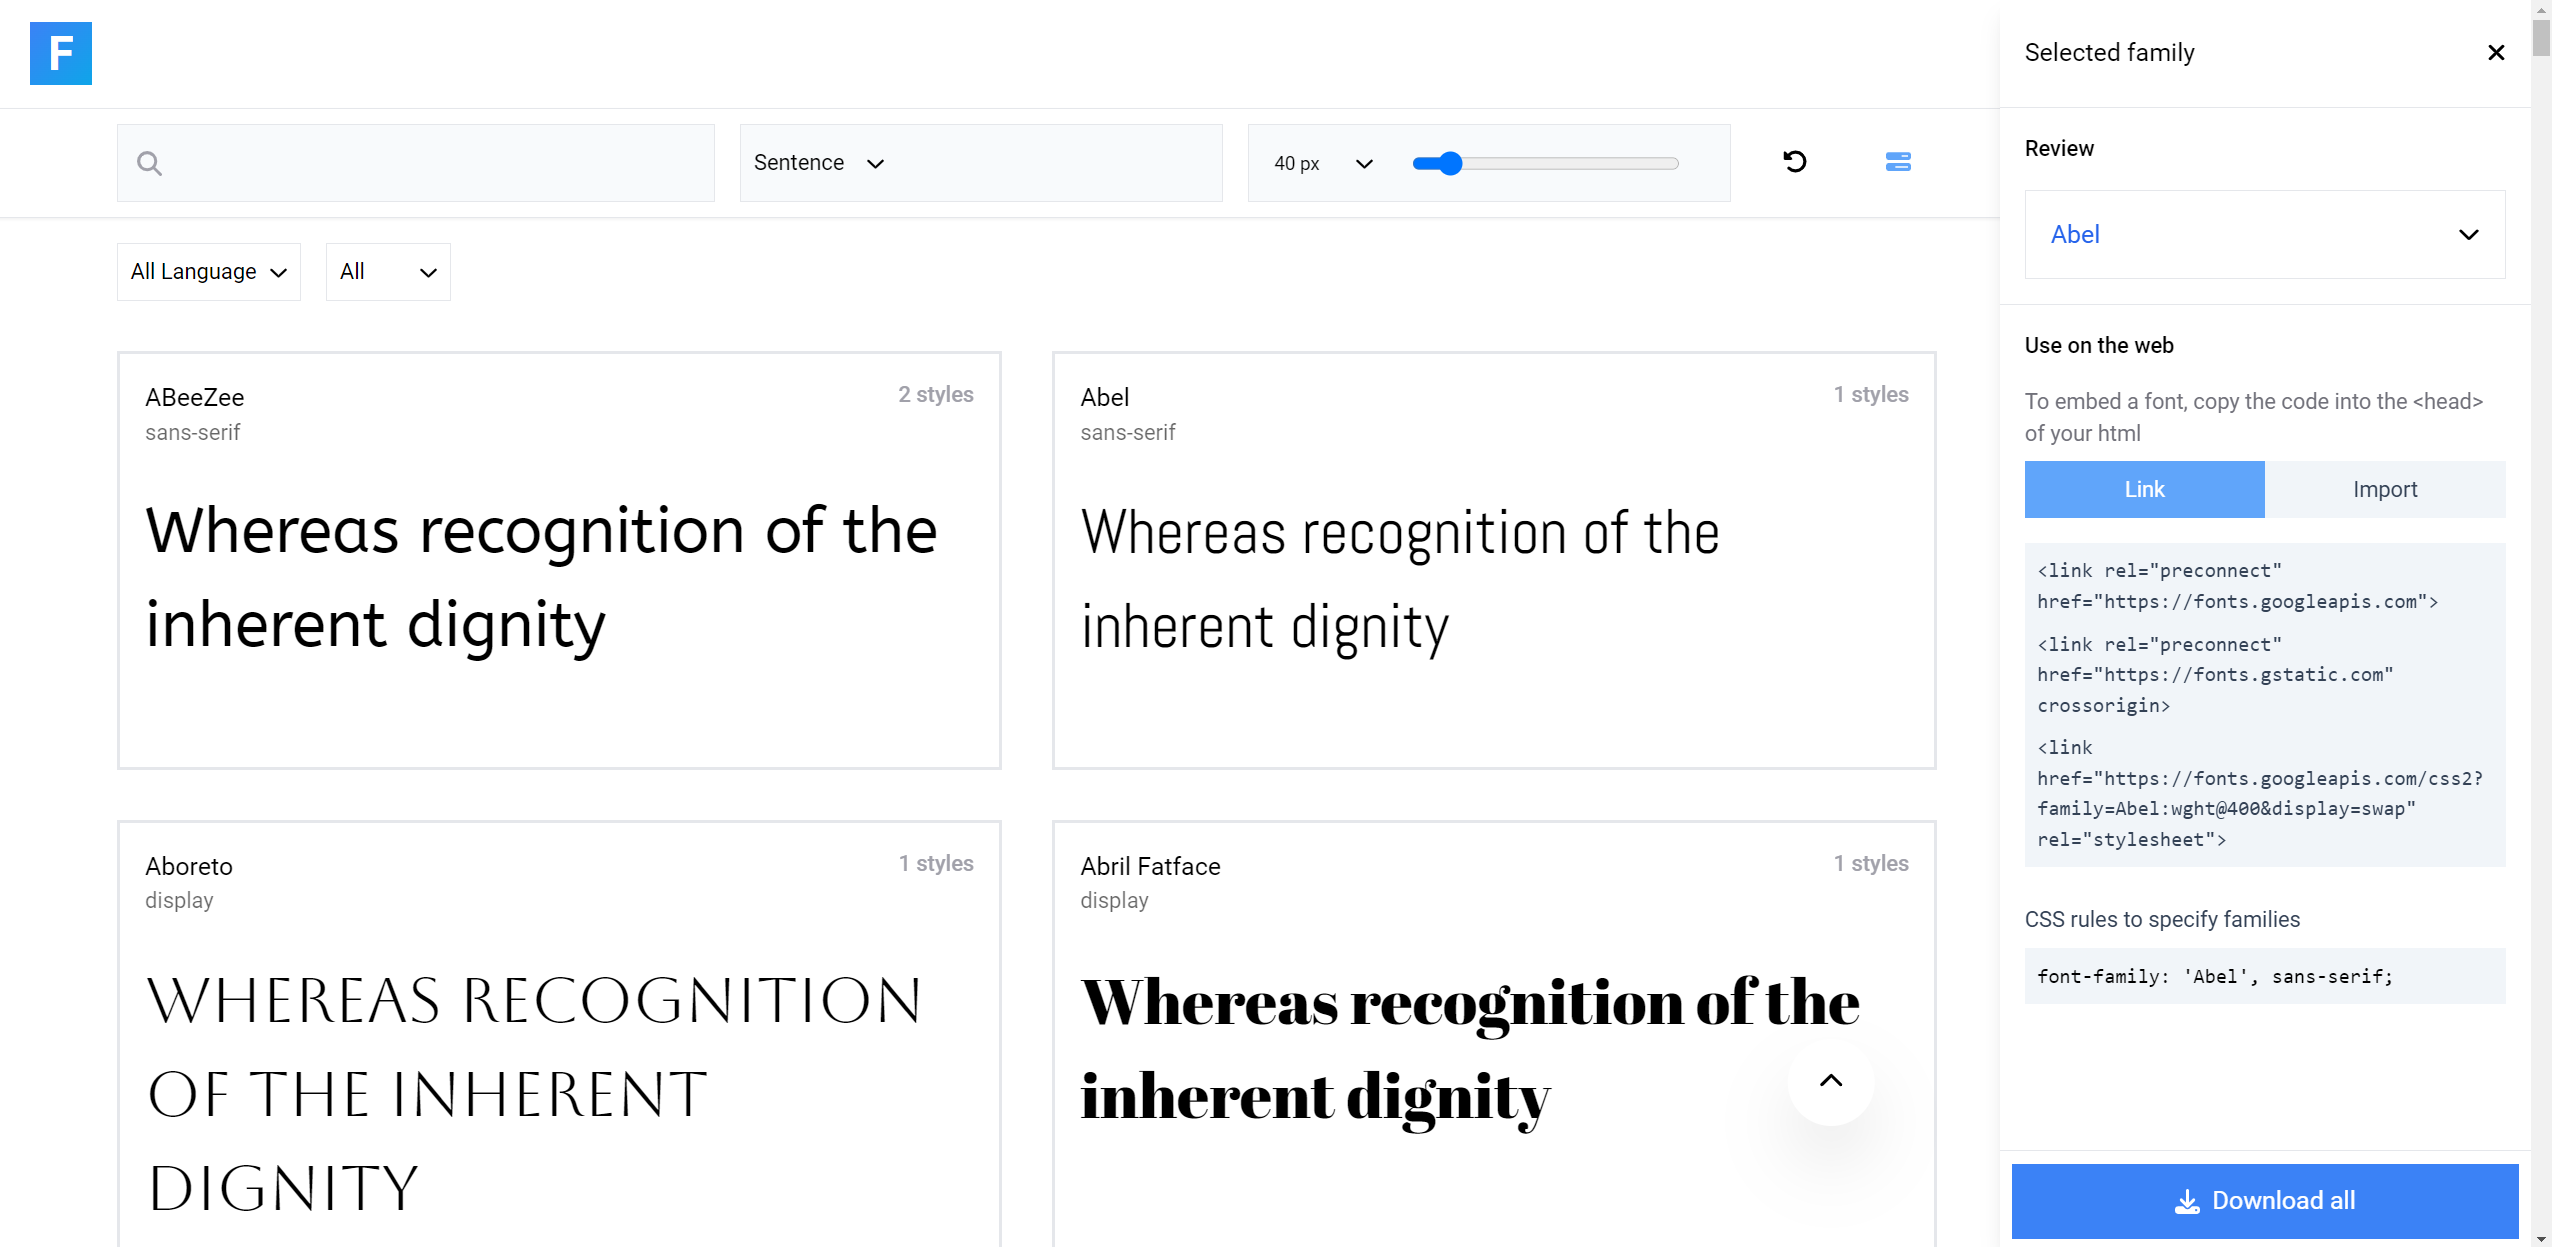 F
Selected family
Sentence
40 px
Review
Abel
All Language
All
Use on the web
To embed a font, copy the code into the <head>
of your html
Link
Import
<link rel="preconnect"
href="https://fonts.googleapis.com">
<link rel="preconnect"
href="https://fonts.gstatic.com"
crossorigin>
<link
href="https://fonts.googleapis.com/css2?
family=Abel:wght@400&display=swap"
rel="stylesheet">
CSS rules to specify families
font-family: 'Abel', sans-serif;
Download all
ABeeZee
2 styles
sans-serif
Whereas recognition of the
inherent dignity
Abel
1 styles
sans-serif
Whereas recognition of the
inherent dignity
Aboreto
1 styles
display
WHEREAS RECOGNITION
OF THE INHERENT
DIGNITY
Abril Fatface
1 styles
display
Whereas recognition of the
inherent dignity